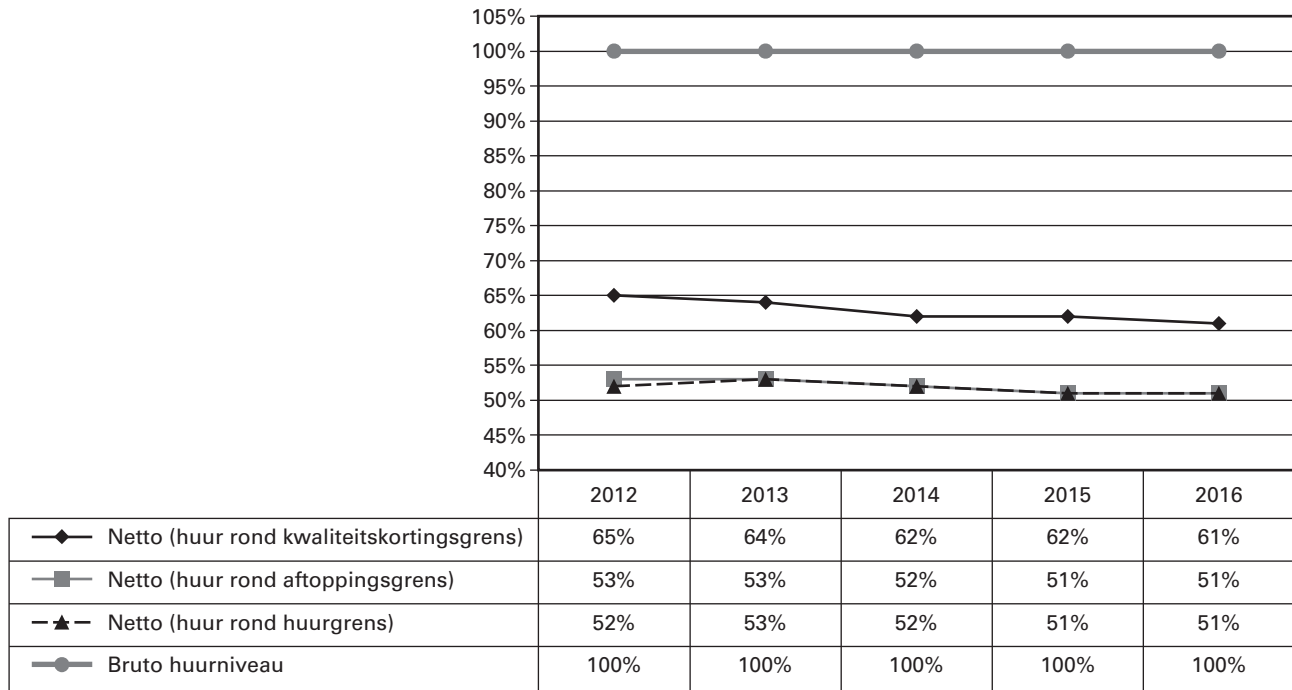 105%
100%
95%
90%
85%
80%
75%
70%
65%
60%
55%
50%
45%
40%
2012 2013 2014 2015 2016
Netto (huur rond kwaliteitskortingsgrens) 65% 64% 62% 62% 61%
Netto (huur rond aftoppingsgrens) 53% 53% 52% 51% 51%
Netto (huur rond huurgrens) 52% 53% 52% 51% 51%
Bruto huurniveau 100% 100% 100% 100% 100%